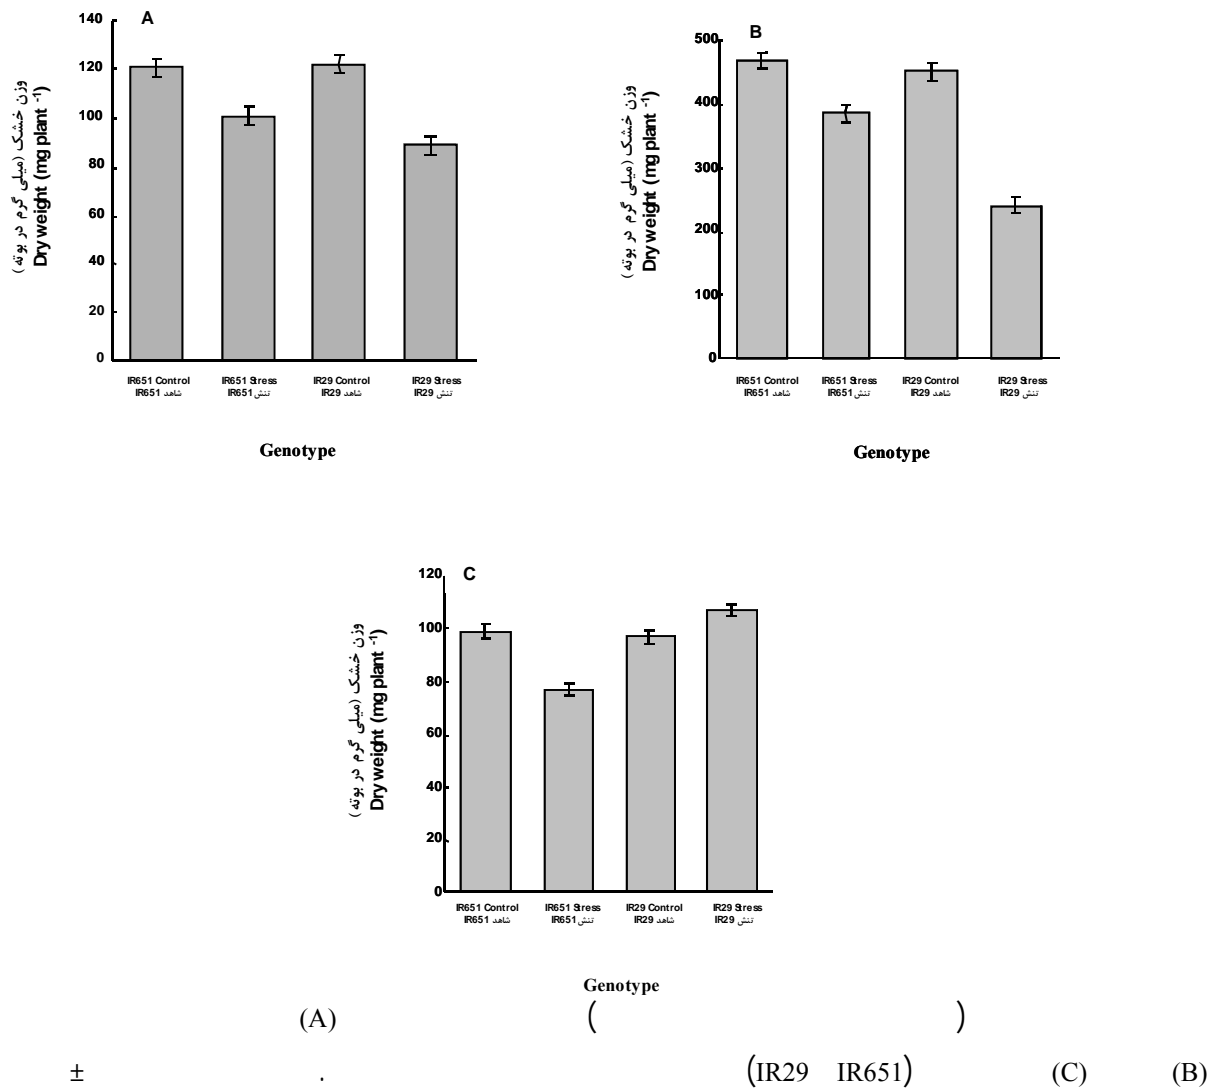 A
140
120
100
80
60
40
20
0
وزن خشک (میلی گرم در بوته)
Dry weight (mg plant -1)
IR651 Control IR651 Stress IR29 Control IR29 Stress
شاهد IR651 تنش IR651 شاهد IR29 تنش IR29
Genotype
B
500
400
300
200
100
0
وزن خشک (میلی گرم در بوته)
Dry weight (mg plant -1)
IR651 Control IR651 Stress IR29 Control IR29 Stress
شاهد IR651 تنش IR651 شاهد IR29 تنش IR29
Genotype
C
120
100
80
60
40
20
0
وزن خشک (میلی گرم در بوته)
Dry weight (mg plant -1)
IR651 Control IR651 Stress IR29 Control IR29 Stress
شاهد IR651 تنش IR651 شاهد IR29 تنش IR29
Genotype
(A) ( )
± . (IR29 IR651) (C) (B)